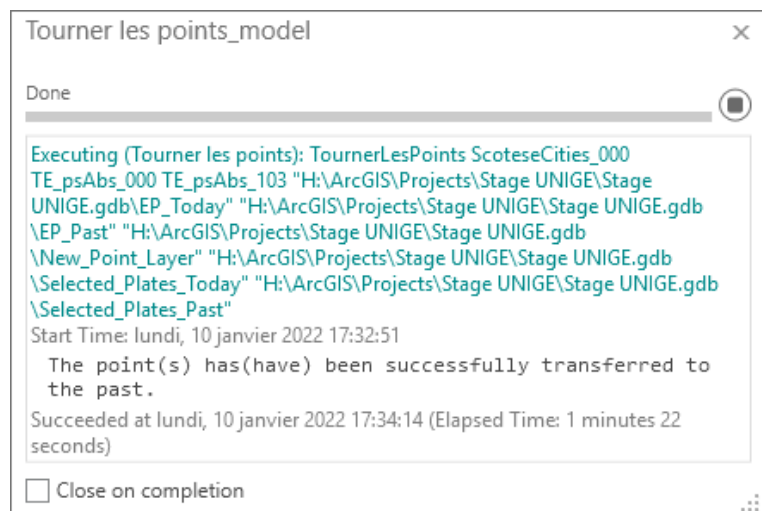 Tourner les points_model
Done
Executing (Tourner les points): TournerLesPoints ScoteseCities_000
TE_psAbs_000 TE_psAbs_103 "H:\ArcGIS\Projects\Stage UNIGE\Stage
UNIGE.gdb\EP_Today" "H:\ArcGIS\Projects\Stage UNIGE\Stage UNIGE.gdb
\EP_Past" "H:\ArcGIS\Projects\Stage UNIGE\Stage UNIGE.gdb
\New_Point_Layer" "H:\ArcGIS\Projects\Stage UNIGE\Stage UNIGE.gdb
\Selected_Plates_Today" "H:\ArcGIS\Projects\Stage UNIGE\Stage UNIGE.gdb
\Selected_Plates_Past"
Start Time: lundi, 10 janvier 2022 17:32:51
The point(s) has(have) been successfully transferred to
the past.
Succeeded at lundi, 10 janvier 2022 17:34:14 (Elapsed Time: 1 minutes 22
seconds)
Close on completion